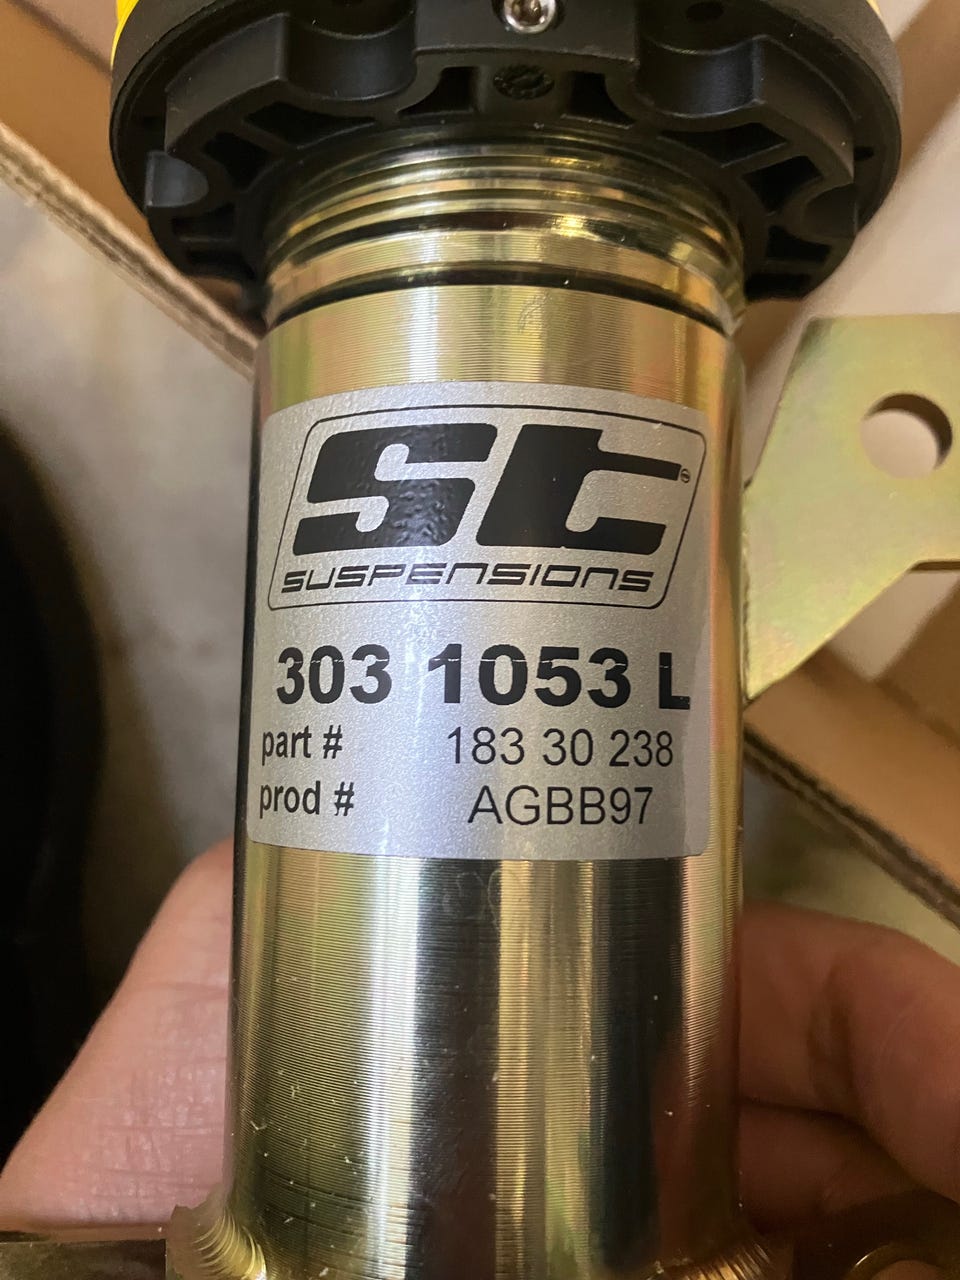 st®
SUSPENSIONS
303 1053 L
part # 183 30 238
prod # AGBB97